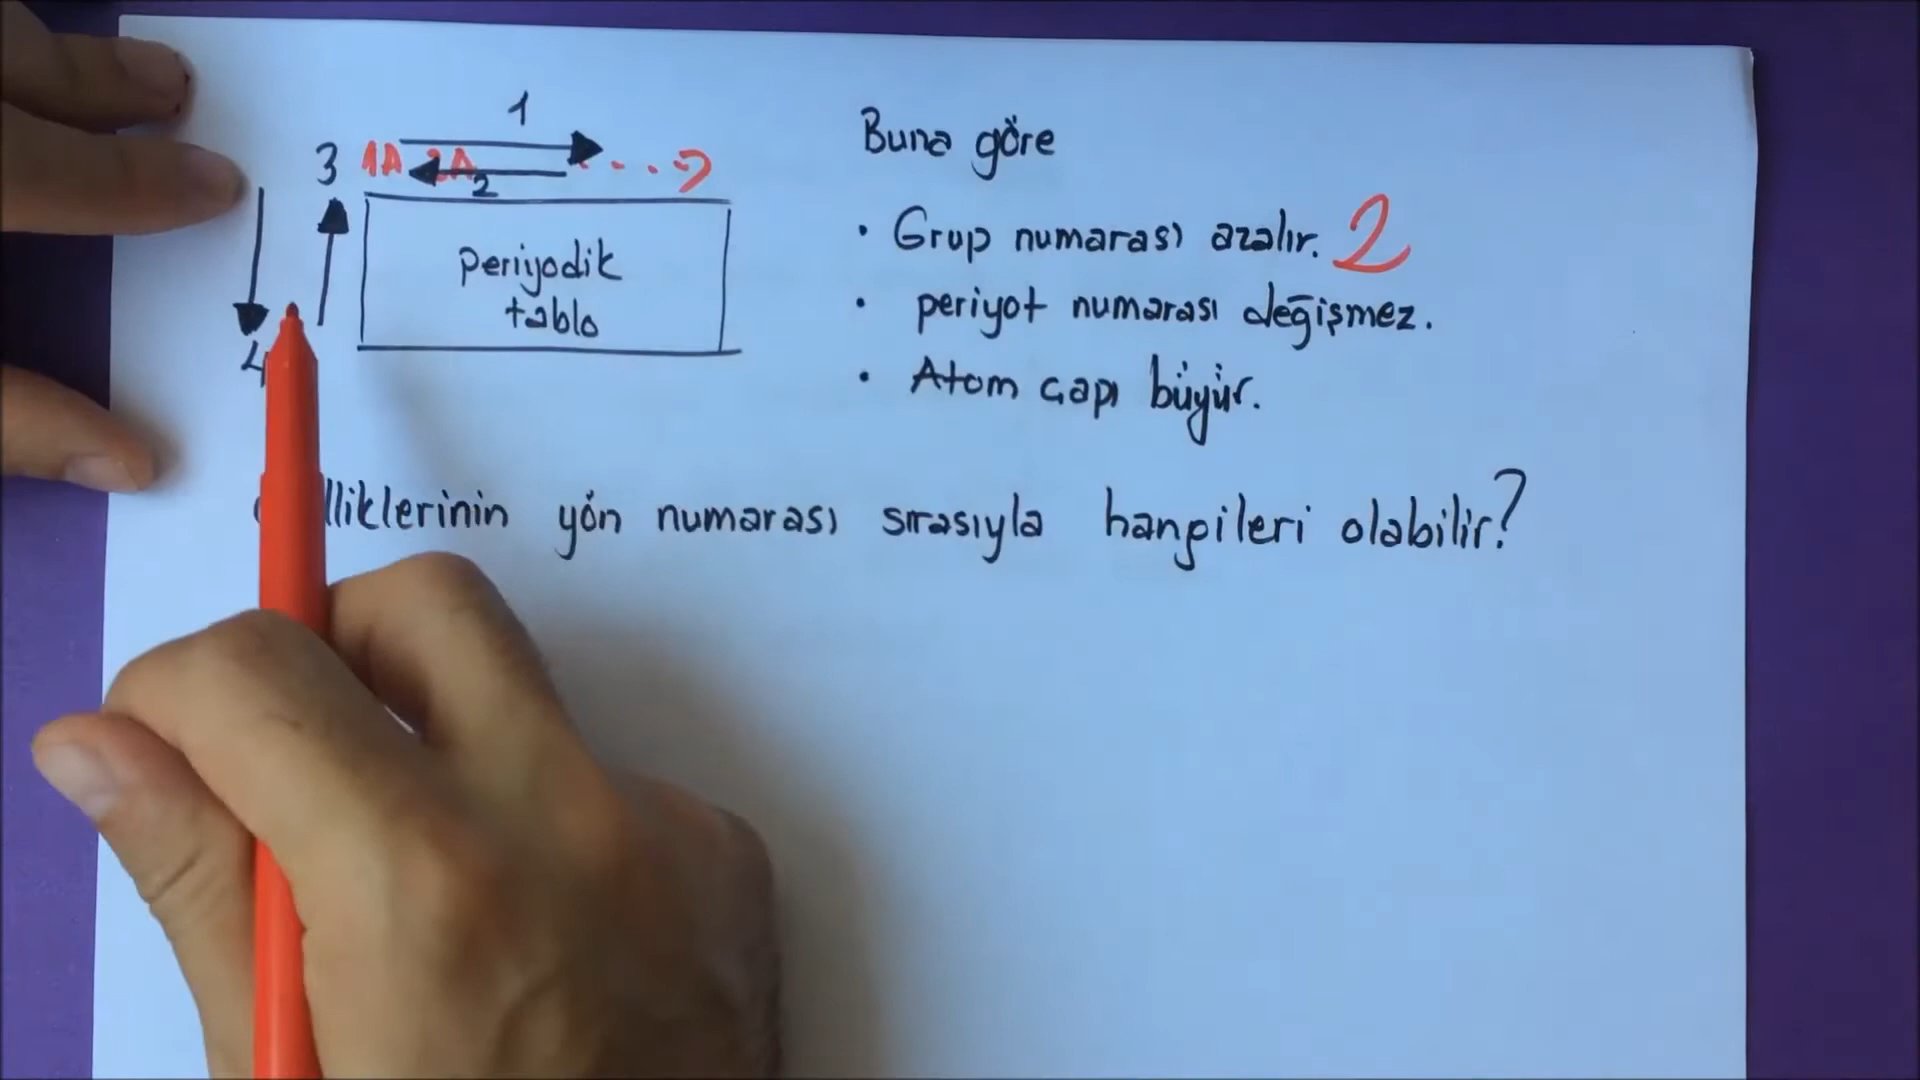 1
3 1A 2A . . .
2
periyodik
tablo
4
Buna göre
• Grup numarası azalır. 2
• periyot numarası değişmez.
• Atom çapı büyür.
yön numarası sırasıyla hangileri olabilir?